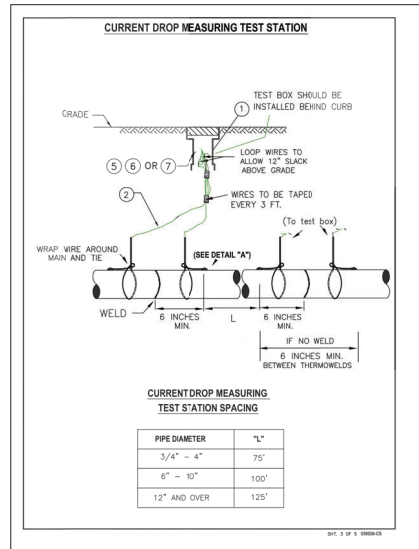 CURRENT DROP MEASURING TEST STATION
TEST BOX SHOULD BE
INSTALLED BEHIND CURB
GRADE
1
LOOP WIRES TO
ALLOW 12" SLACK
ABOVE GRADE
5 6 OR 7
2
WIRES TO BE TAPED
EVERY 3 FT.
(To test box)
WRAP WIRE AROUND
MAIN AND TIE
(SEE DETAIL "A")
WELD
6 INCHES
MIN.
L
6 INCHES
MIN.
IF NO WELD
6 INCHES MIN.
BETWEEN THERMOWELDS
CURRENT DROP MEASURING
TEST STATION SPACING
PIPE DIAMETER "L"
3/4" - 4" 75'
6" - 10" 100'
12" AND OVER 125'
SHT. 3 OF 5 030020-CS